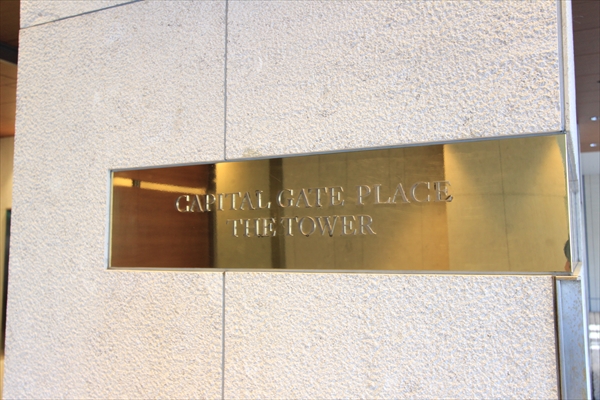 CAPITAL GATE PLACE
THE TOWER